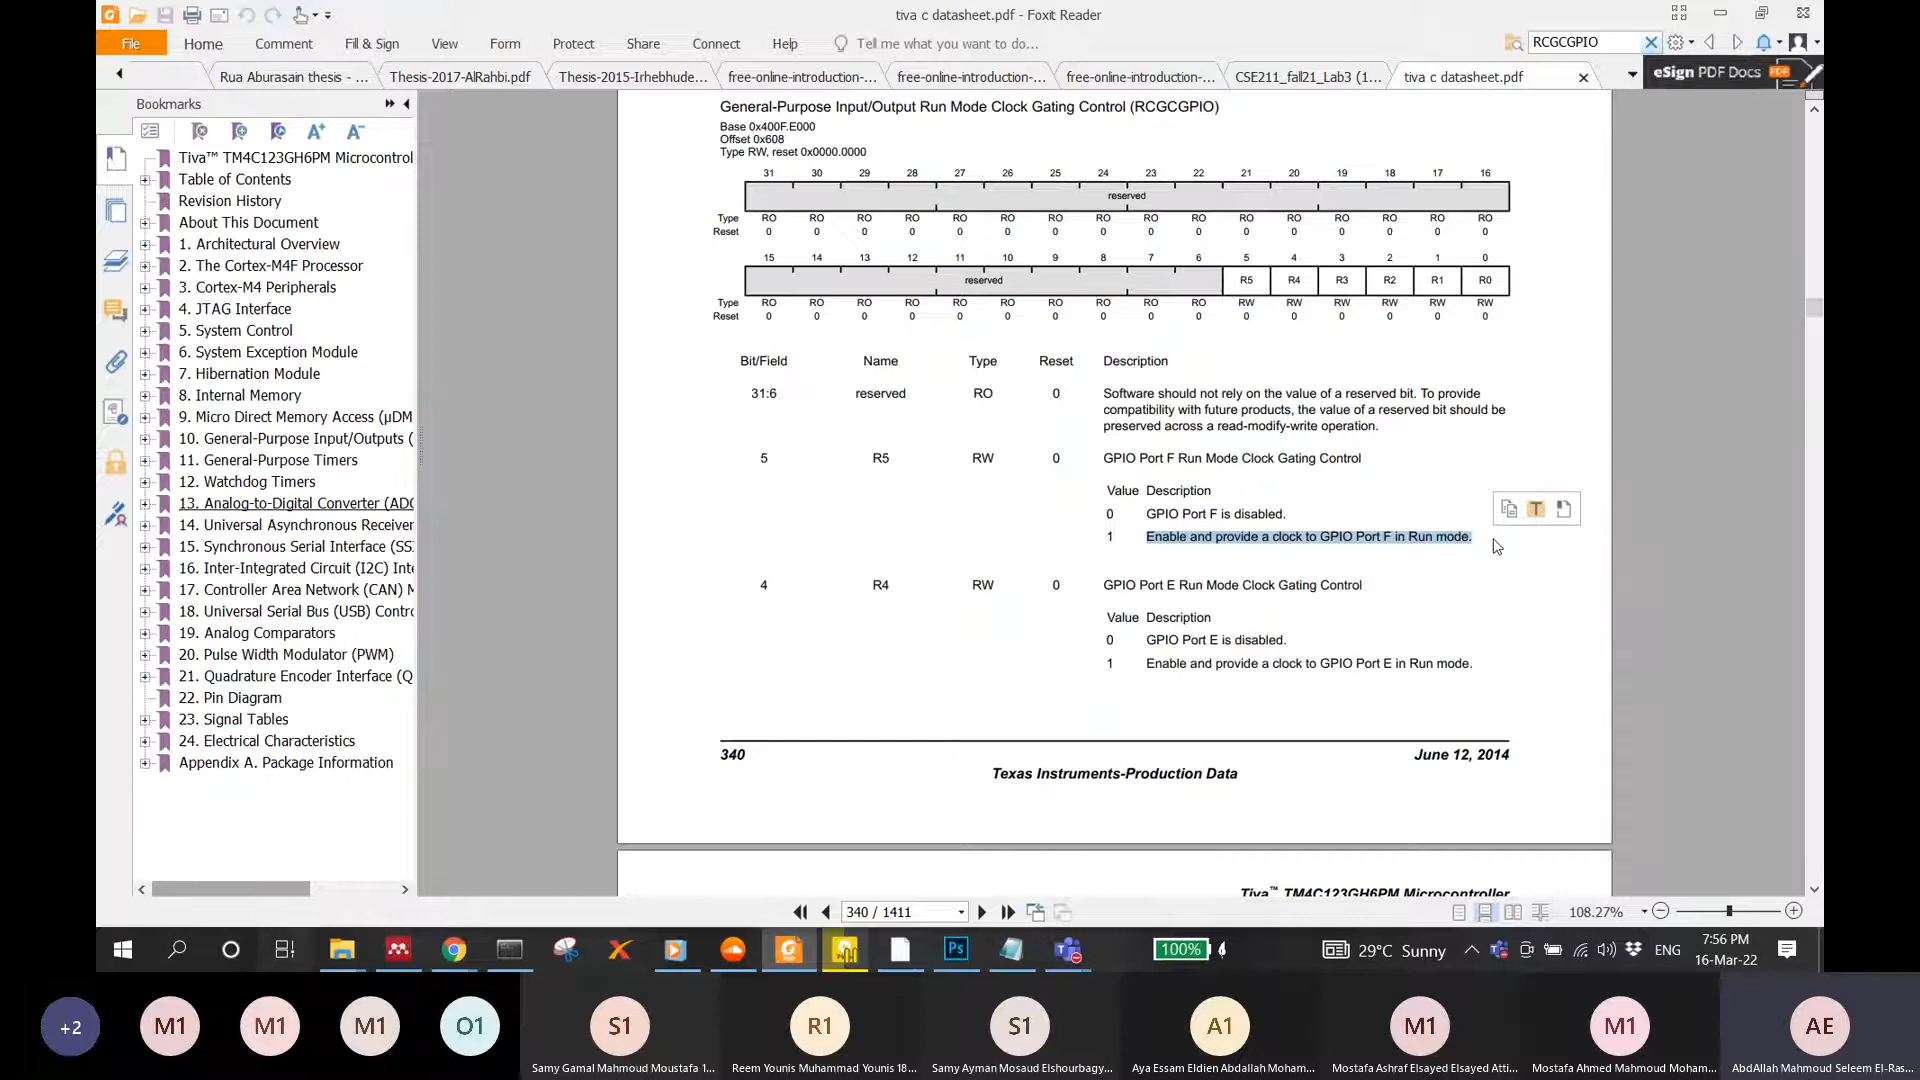 tiva c datasheet.pdf - Foxit Reader
File Home Comment Fill & Sign View Form Protect Share Connect Help Tell me what you want to do... RCGCGPIO
Rua Aburasain thesis - ... Thesis-2017-AlRahbi.pdf Thesis-2015-Irhebhude... free-online-introduction-... free-online-introduction-... free-online-introduction-... CSE211_fall21_Lab3 (1... tiva c datasheet.pdf eSign PDF Docs PDF
Bookmarks
Tiva™ TM4C123GH6PM Microcontrol
Table of Contents
Revision History
About This Document
1. Architectural Overview
2. The Cortex-M4F Processor
3. Cortex-M4 Peripherals
4. JTAG Interface
5. System Control
6. System Exception Module
7. Hibernation Module
8. Internal Memory
9. Micro Direct Memory Access (µDM
10. General-Purpose Input/Outputs (
11. General-Purpose Timers
12. Watchdog Timers
13. Analog-to-Digital Converter (ADC
14. Universal Asynchronous Receiver
15. Synchronous Serial Interface (SS
16. Inter-Integrated Circuit (I2C) Inte
17. Controller Area Network (CAN) M
18. Universal Serial Bus (USB) Contro
19. Analog Comparators
20. Pulse Width Modulator (PWM)
21. Quadrature Encoder Interface (Q
22. Pin Diagram
23. Signal Tables
24. Electrical Characteristics
Appendix A. Package Information
General-Purpose Input/Output Run Mode Clock Gating Control (RCGCGPIO)
Base 0x400F.E000
Offset 0x608
Type RW, reset 0x0000.0000
31 30 29 28 27 26 25 24 23 22 21 20 19 18 17 16
reserved
Type RO RO RO RO RO RO RO RO RO RO RO RO RO RO RO RO
Reset 0 0 0 0 0 0 0 0 0 0 0 0 0 0 0 0
15 14 13 12 11 10 9 8 7 6 5 4 3 2 1 0
reserved R5 R4 R3 R2 R1 R0
Type RO RO RO RO RO RO RO RO RO RO RW RW RW RW RW RW
Reset 0 0 0 0 0 0 0 0 0 0 0 0 0 0 0 0
Bit/Field Name Type Reset Description
31:6 reserved RO 0 Software should not rely on the value of a reserved bit. To provide
compatibility with future products, the value of a reserved bit should be
preserved across a read-modify-write operation.
5 R5 RW 0 GPIO Port F Run Mode Clock Gating Control
Value Description
0 GPIO Port F is disabled.
1 Enable and provide a clock to GPIO Port F in Run mode.
4 R4 RW 0 GPIO Port E Run Mode Clock Gating Control
Value Description
0 GPIO Port E is disabled.
1 Enable and provide a clock to GPIO Port E in Run mode.
340 June 12, 2014
Texas Instruments-Production Data
Tiva™ TM4C123GH6PM Microcontroller
340 / 1411 108.27%
100% 29°C Sunny ENG 7:56 PM
16-Mar-22
+2 M1 M1 M1 O1 S1 R1 S1 A1 M1 M1 AE
Samy Gamal Mahmoud Moustafa 1... Reem Younis Muhammad Younis 18... Samy Ayman Mosaud Elshourbagy... Aya Essam Eldien Abdallah Moham... Mostafa Ashraf Elsayed Elsayed Atti... Mostafa Ahmed Mahmoud Moham... AbdAllah Mahmoud Seleem El-Ras...